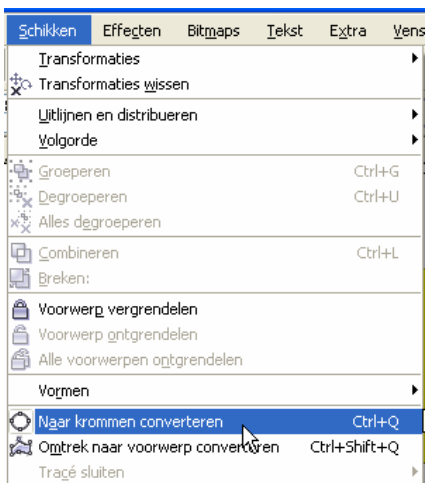 Schikken Effecten Bitmaps Tekst Extra Vens
Transformaties
Transformaties wissen
Uitlijnen en distribueren
Volgorde
Groeperen Ctrl+G
Degroeperen Ctrl+U
Alles degroeperen
Combineren Ctrl+L
Breken:
Voorwerp vergrendelen
Voorwerp ontgrendelen
Alle voorwerpen ontgrendelen
Vormen
Naar krommen converteren Ctrl+Q
Omtrek naar voorwerp converteren Ctrl+Shift+Q
Tracé sluiten